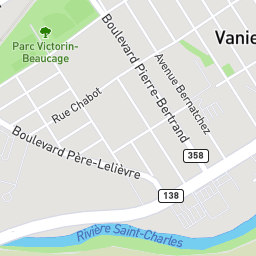 Parc Victorin-
Beaucage
Vanie
Boulevard Pierre-Bertrand
Avenue Bernatchez
Rue Chabot
Boulevard Père-Lelièvre
358
138
Rivière Saint-Charles